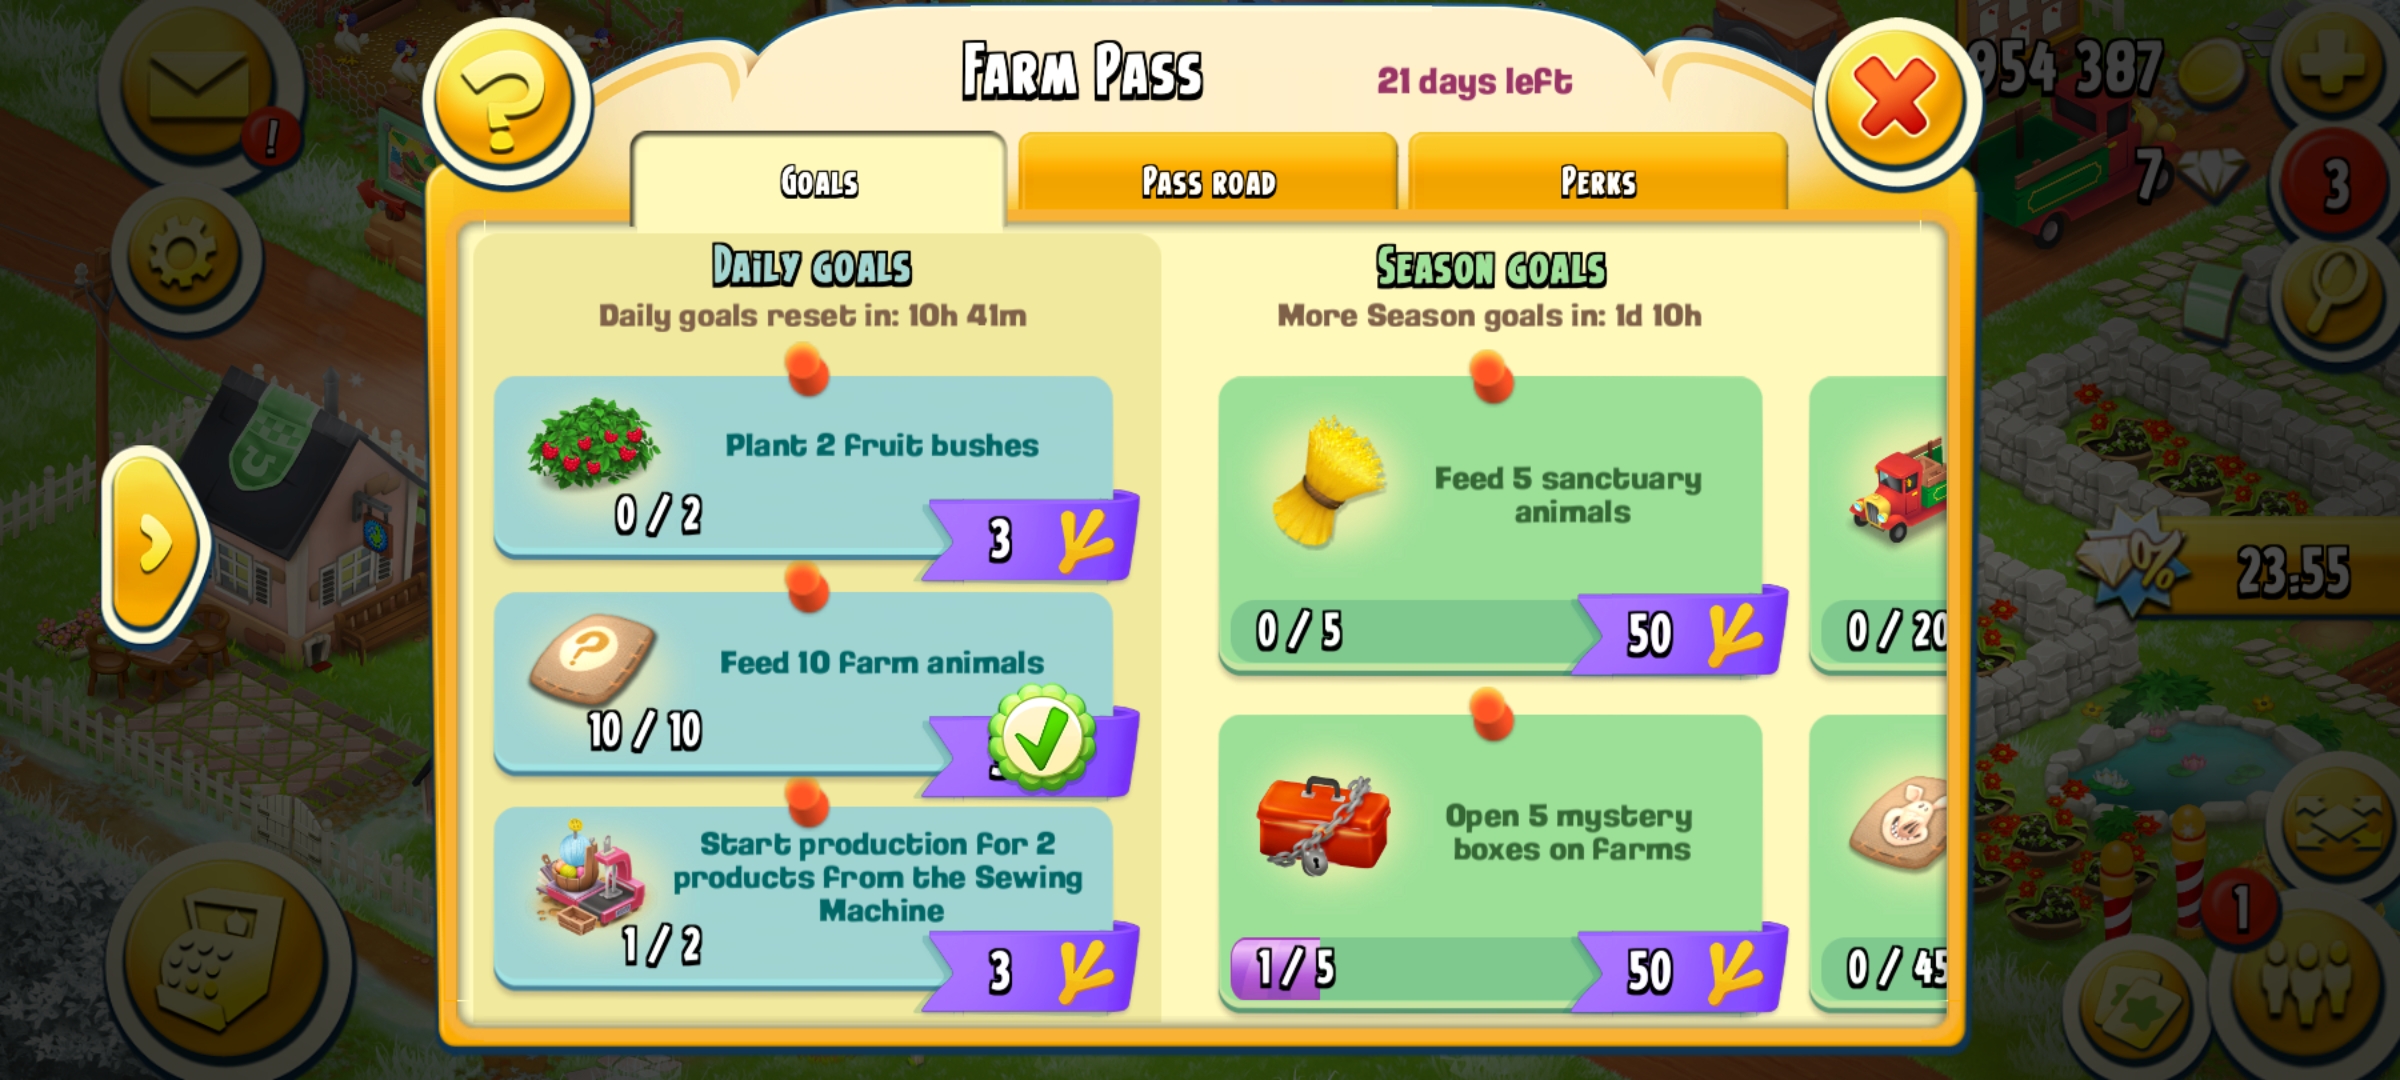 FARM PASS
21 days left
GOALS
PASS ROAD
PERKS
DAILY GOALS
Daily goals reset in: 10h 41m
Plant 2 fruit bushes
0 / 2
3
Feed 10 farm animals
10 / 10
Start production for 2
products from the Sewing
Machine
1 / 2
3
SEASON GOALS
More Season goals in: 1d 10h
Feed 5 sanctuary
animals
0 / 5
50
0 / 20
Open 5 mystery
boxes on farms
1 / 5
50
0 / 45
954 387
7
3
%
23:55
1
!